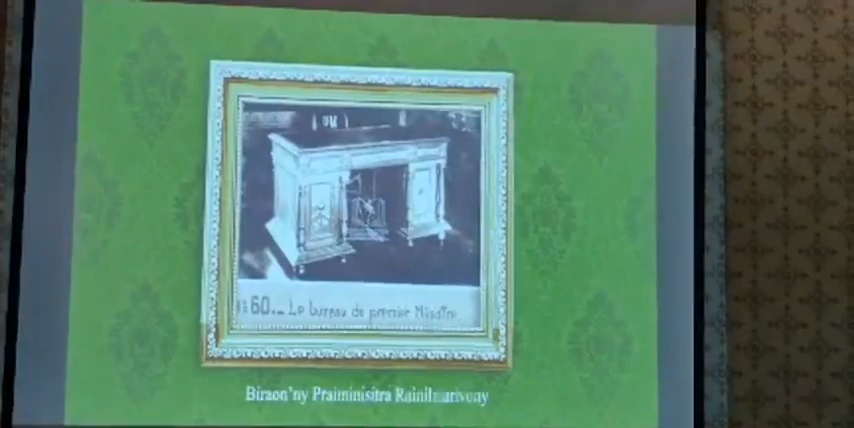 60._ Le bureau de premier Ministre
Biraon'ny Praiminisitra Rainilaiarivony